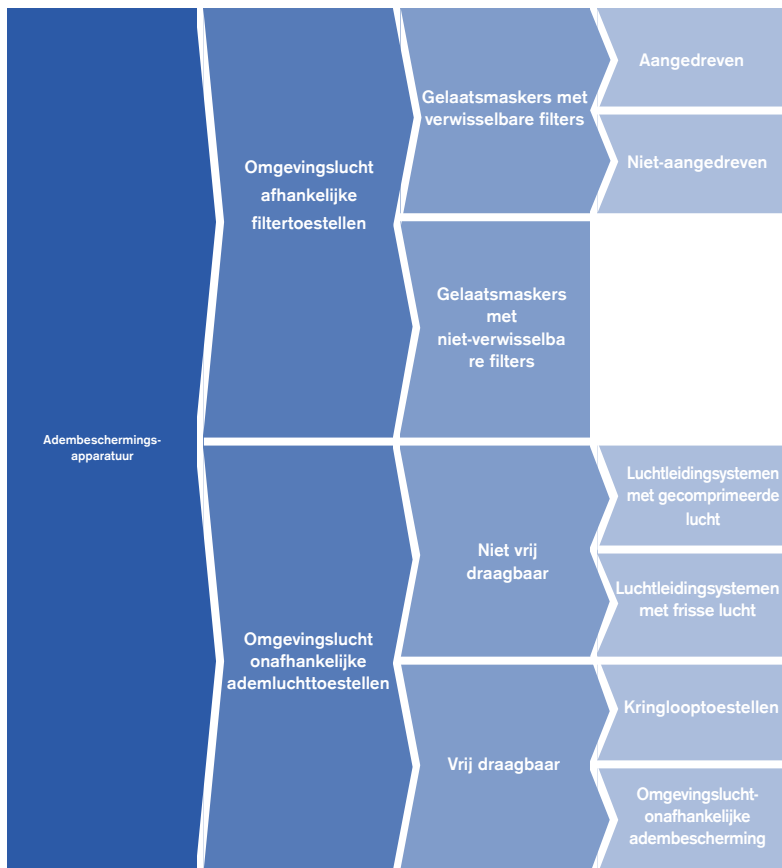 Adembeschermings-
apparatuur
Omgevingslucht
afhankelijke
filtertoestellen
Gelaatsmaskers met
verwisselbare filters
Aangedreven
Niet-aangedreven
Gelaatsmaskers
met
niet-verwisselba
re filters
Omgevingslucht
onafhankelijke
ademluchttoestellen
Niet vrij
draagbaar
Luchtleidingsystemen
met gecomprimeerde
lucht
Luchtleidingsystemen
met frisse lucht
Vrij draagbaar
Kringlooptoestellen
Omgevingslucht-
onafhankelijke
adembescherming